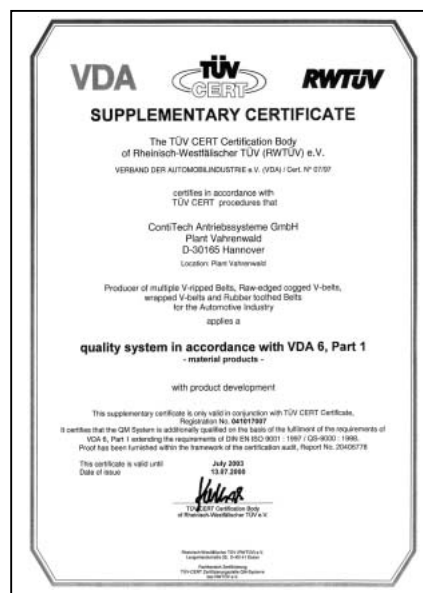 VDA
TÜV
CERT
RWTÜV
SUPPLEMENTARY CERTIFICATE
The TÜV CERT Certification Body
of Rheinisch-Westfälischer TÜV (RWTÜV) e.V.
VERBAND DER AUTOMOBILINDUSTRIE e.V. (VDA) / Cert. N° 07/97
certifies in accordance with
TÜV CERT procedures that
ContiTech Antriebssysteme GmbH
Plant Vahrenwald
D-30165 Hannover
Location: Plant Vahrenwald
Producer of multiple V-ripped Belts, Raw-edged cogged V-belts,
wrapped V-belts and Rubber toothed Belts
for the Automotive Industry
applies a
quality system in accordance with VDA 6, Part 1
- material products -
with product development
This supplementary certificate is only valid in conjunction with TÜV CERT Certificate,
Registration No. 041017007
It certifies that the QM System is additionally qualified on the basis of the fulfilment of the requirements of
VDA 6, Part 1 extending the requirements of DIN EN ISO 9001 : 1997 / QS-9000 : 1998.
Proof has been furnished within the framework of the certification audit, Report No. 20406778
This certificate is valid until July 2003
Date of issue 13.07.2000
TÜV CERT Certification Body
of Rheinisch-Westfälischer TÜV e.V.